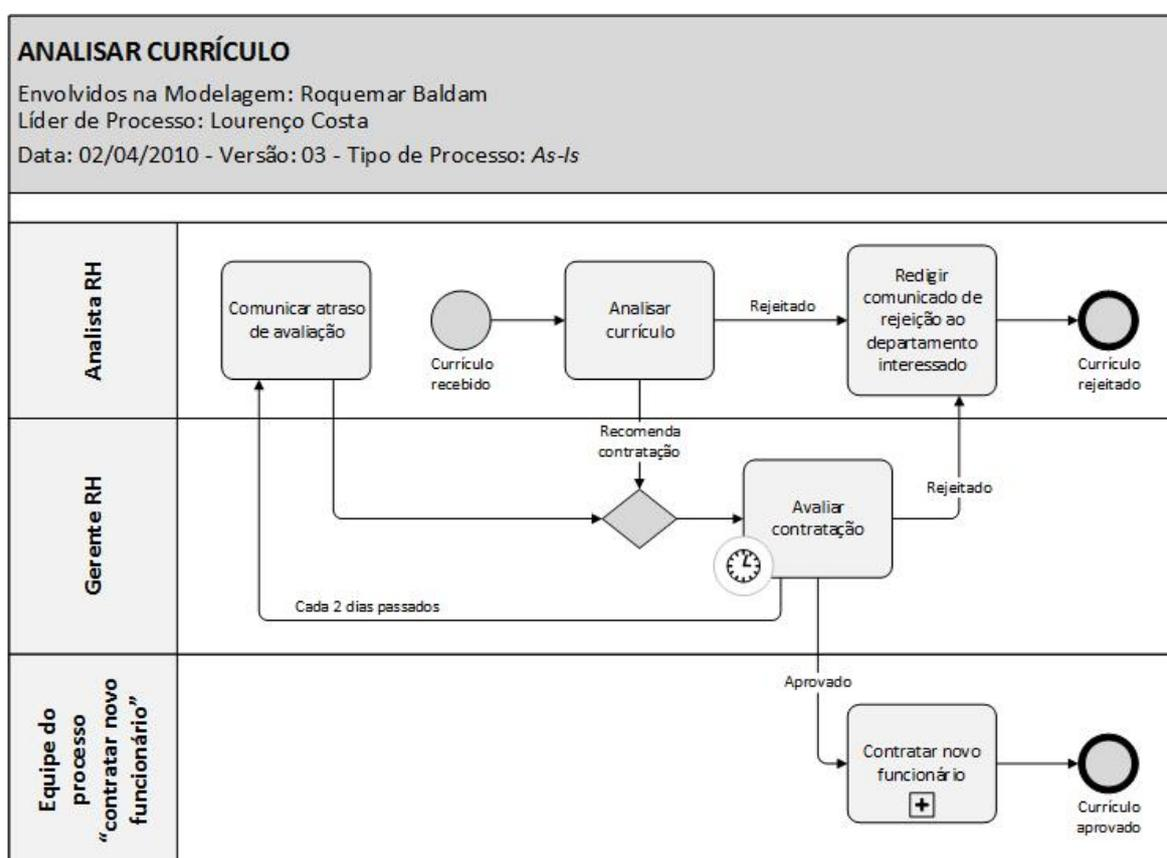 ANALISAR CURRÍCULO
Envolvidos na Modelagem: Roquemar Baldam
Líder de Processo: Lourenço Costa
Data: 02/04/2010 - Versão: 03 - Tipo de Processo: As-Is
Analista RH
Comunicar atraso
de avaliação
Currículo
recebido
Analisar
currículo
Rejeitado
Redigir
comunicado de
rejeição ao
departamento
interessado
Currículo
rejeitado
Gerente RH
Recomenda
contratação
Avaliar
contratação
Rejeitado
Cada 2 dias passados
Equipe do
processo
“contratar novo
funcionário”
Aprovado
Contratar novo
funcionário
Currículo
aprovado